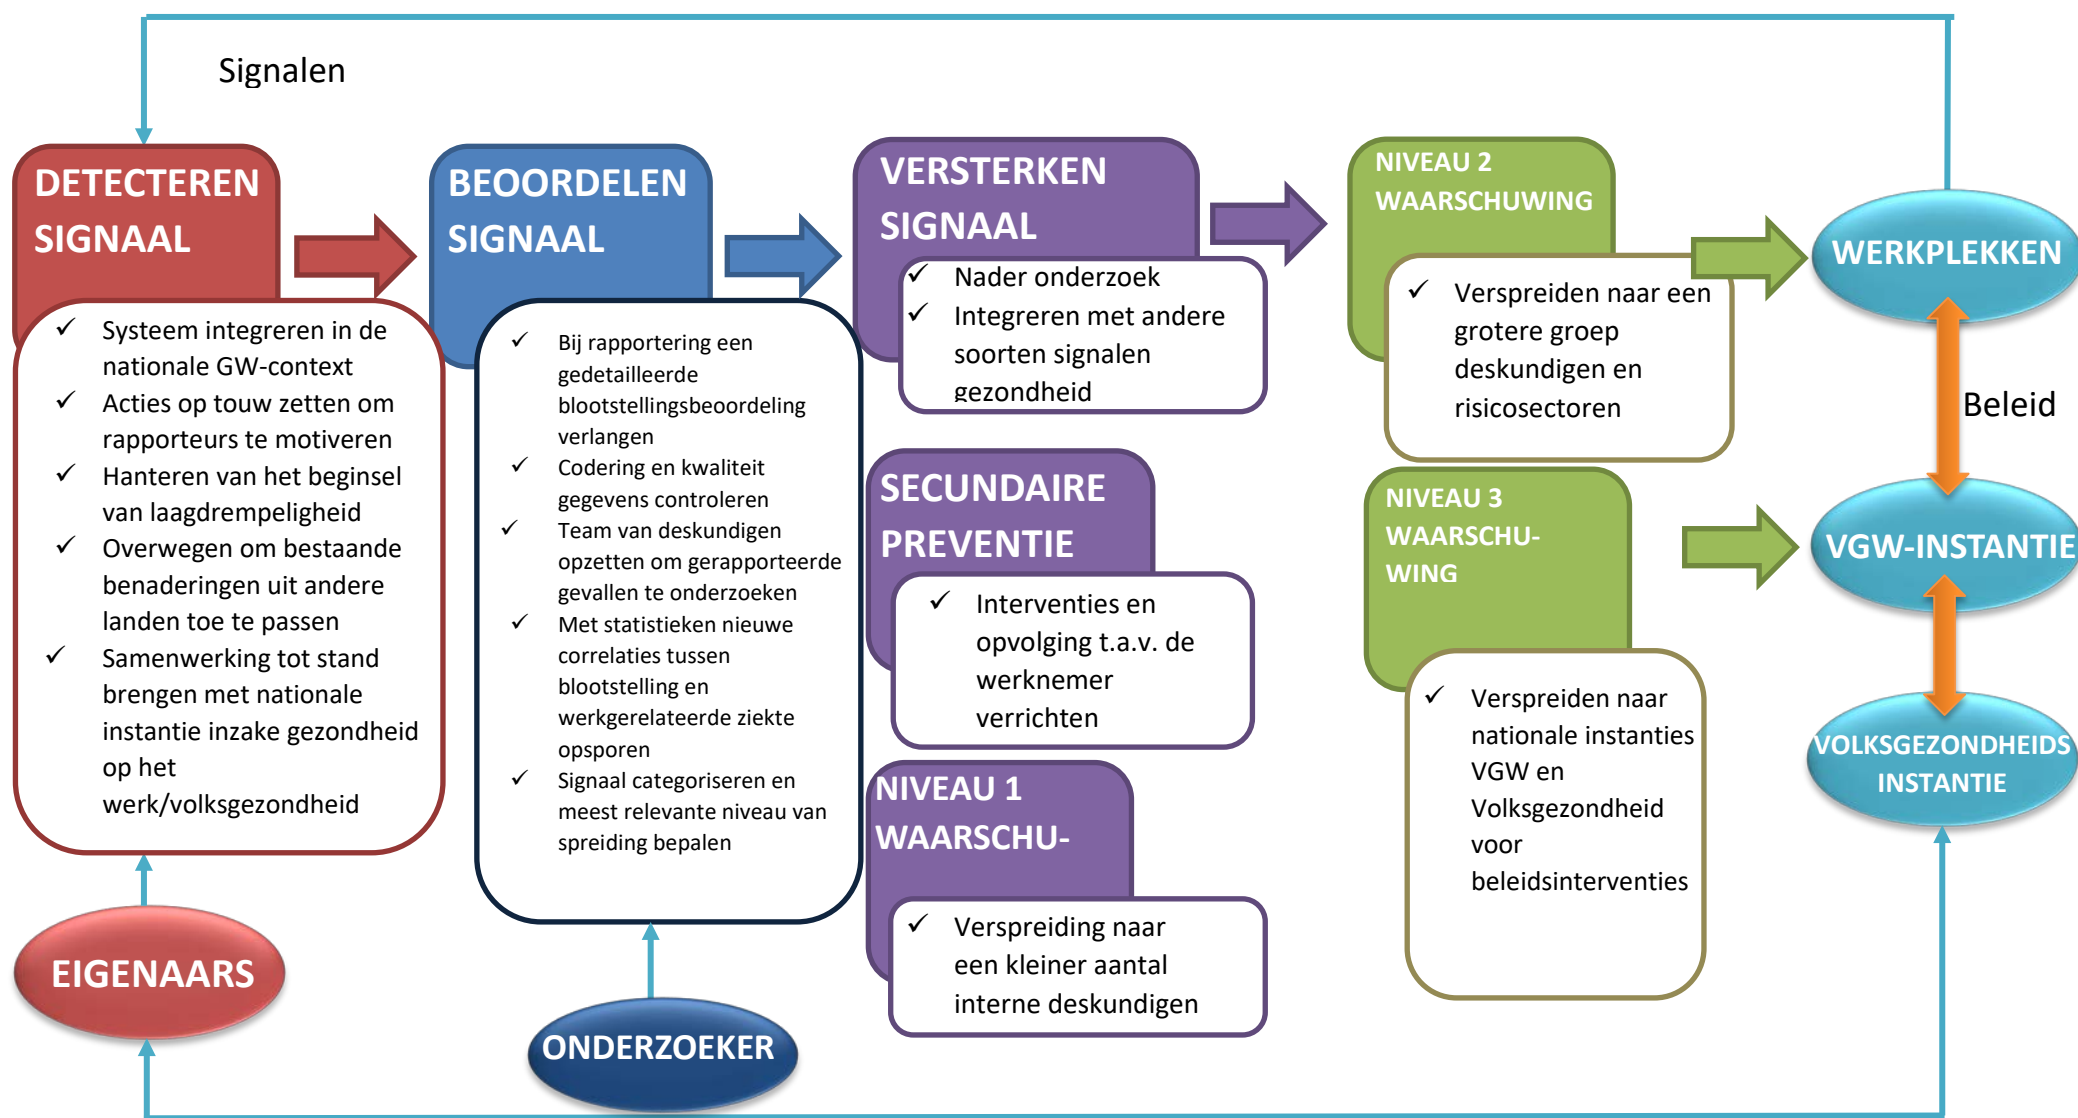 Signalen
DETECTEREN
SIGNAAL
✓ Systeem integreren in de
nationale GW-context
✓ Acties op touw zetten om
rapporteurs te motiveren
✓ Hanteren van het beginsel
van laagdrempeligheid
✓ Overwegen om bestaande
benaderingen uit andere
landen toe te passen
✓ Samenwerking tot stand
brengen met nationale
instantie inzake gezondheid
op het
werk/volksgezondheid
EIGENAARS
BEOORDELEN
SIGNAAL
✓ Bij rapportering een
gedetailleerde
blootstellingsbeoordeling
verlangen
✓ Codering en kwaliteit
gegevens controleren
✓ Team van deskundigen
opzetten om gerapporteerde
gevallen te onderzoeken
✓ Met statistieken nieuwe
correlaties tussen
blootstelling en
werkgerelateerde ziekte
opsporen
✓ Signaal categoriseren en
meest relevante niveau van
spreiding bepalen
ONDERZOEKER
VERSTERKEN
SIGNAAL
✓ Nader onderzoek
✓ Integreren met andere
soorten signalen
gezondheid
SECUNDAIRE
PREVENTIE
✓ Interventies en
opvolging t.a.v. de
werknemer
verrichten
NIVEAU 1
WAARSCHU-
✓ Verspreiding naar
een kleiner aantal
interne deskundigen
NIVEAU 2
WAARSCHUWING
✓ Verspreiden naar een
grotere groep
deskundigen en
risicosectoren
NIVEAU 3
WAARSCHU-
WING
✓ Verspreiden naar
nationale instanties
VGW en
Volksgezondheid
voor
beleidsinterventies
WERKPLEKKEN
Beleid
VGW-INSTANTIE
VOLKSGEZONDHEIDS
INSTANTIE